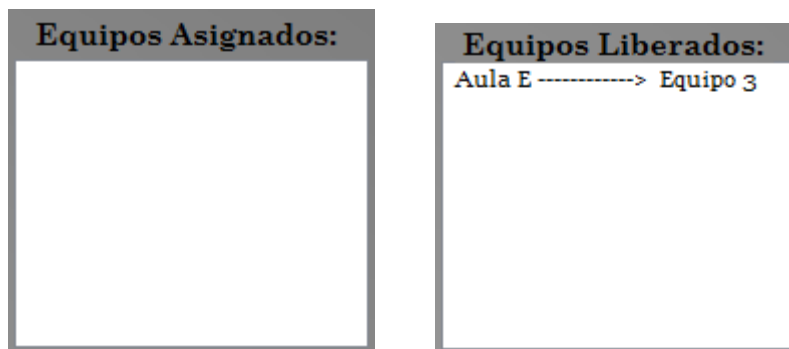 Equipos Asignados:
Equipos Liberados:
Aula E ------------> Equipo 3